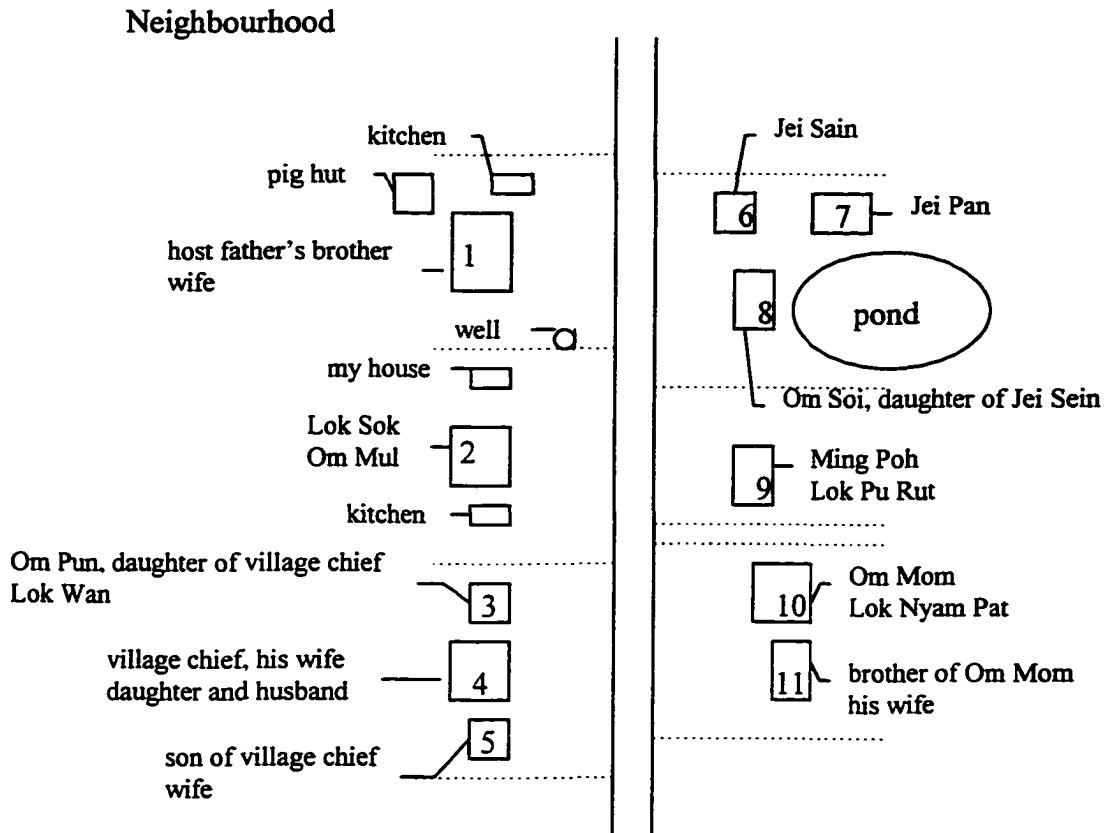 Neighbourhood
kitchen
pig hut
host father's brother
wife
1
well
my house
Lok Sok
Om Mul
2
kitchen
Om Pun, daughter of village chief
Lok Wan
3
village chief, his wife
daughter and husband
4
5
son of village chief
wife
Jei Sain
6
7
Jei Pan
8
pond
Om Soi, daughter of Jei Sein
9
Ming Poh
Lok Pu Rut
10
Om Mom
Lok Nyam Pat
11
brother of Om Mom
his wife